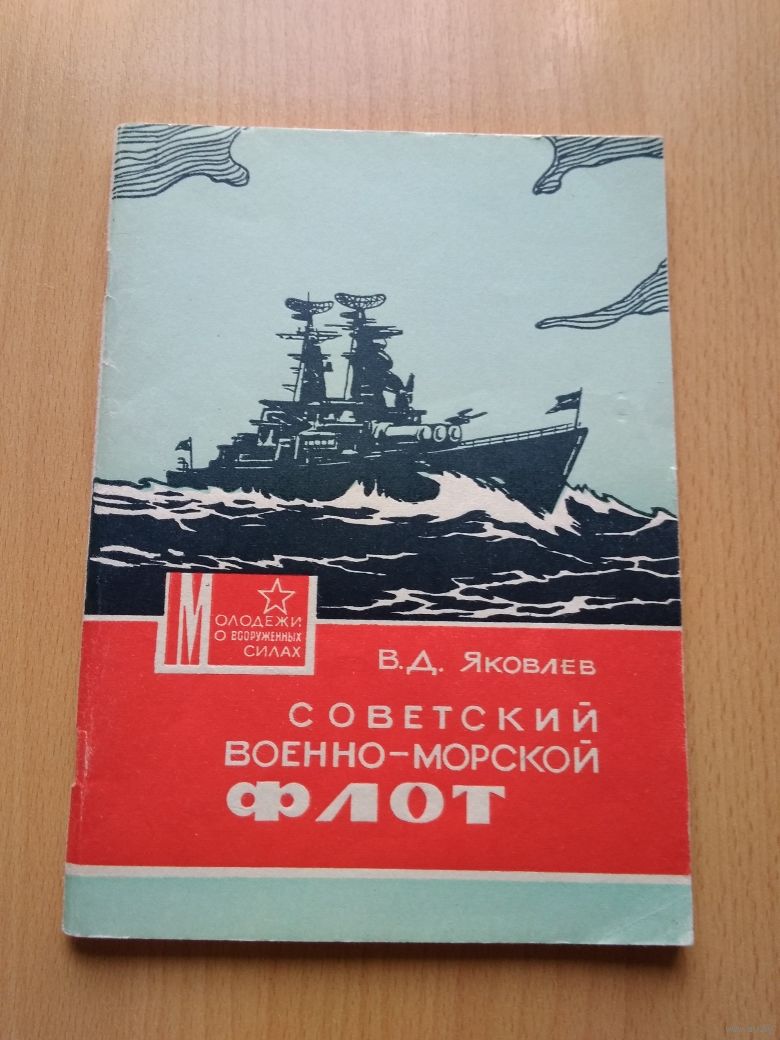 МОЛОДЕЖИ
О ВООРУЖЕННЫХ
СИЛАХ
В.Д. ЯКОВЛЕВ
СОВЕТСКИЙ
ВОЕННО-МОРСКОЙ
ФЛОТ